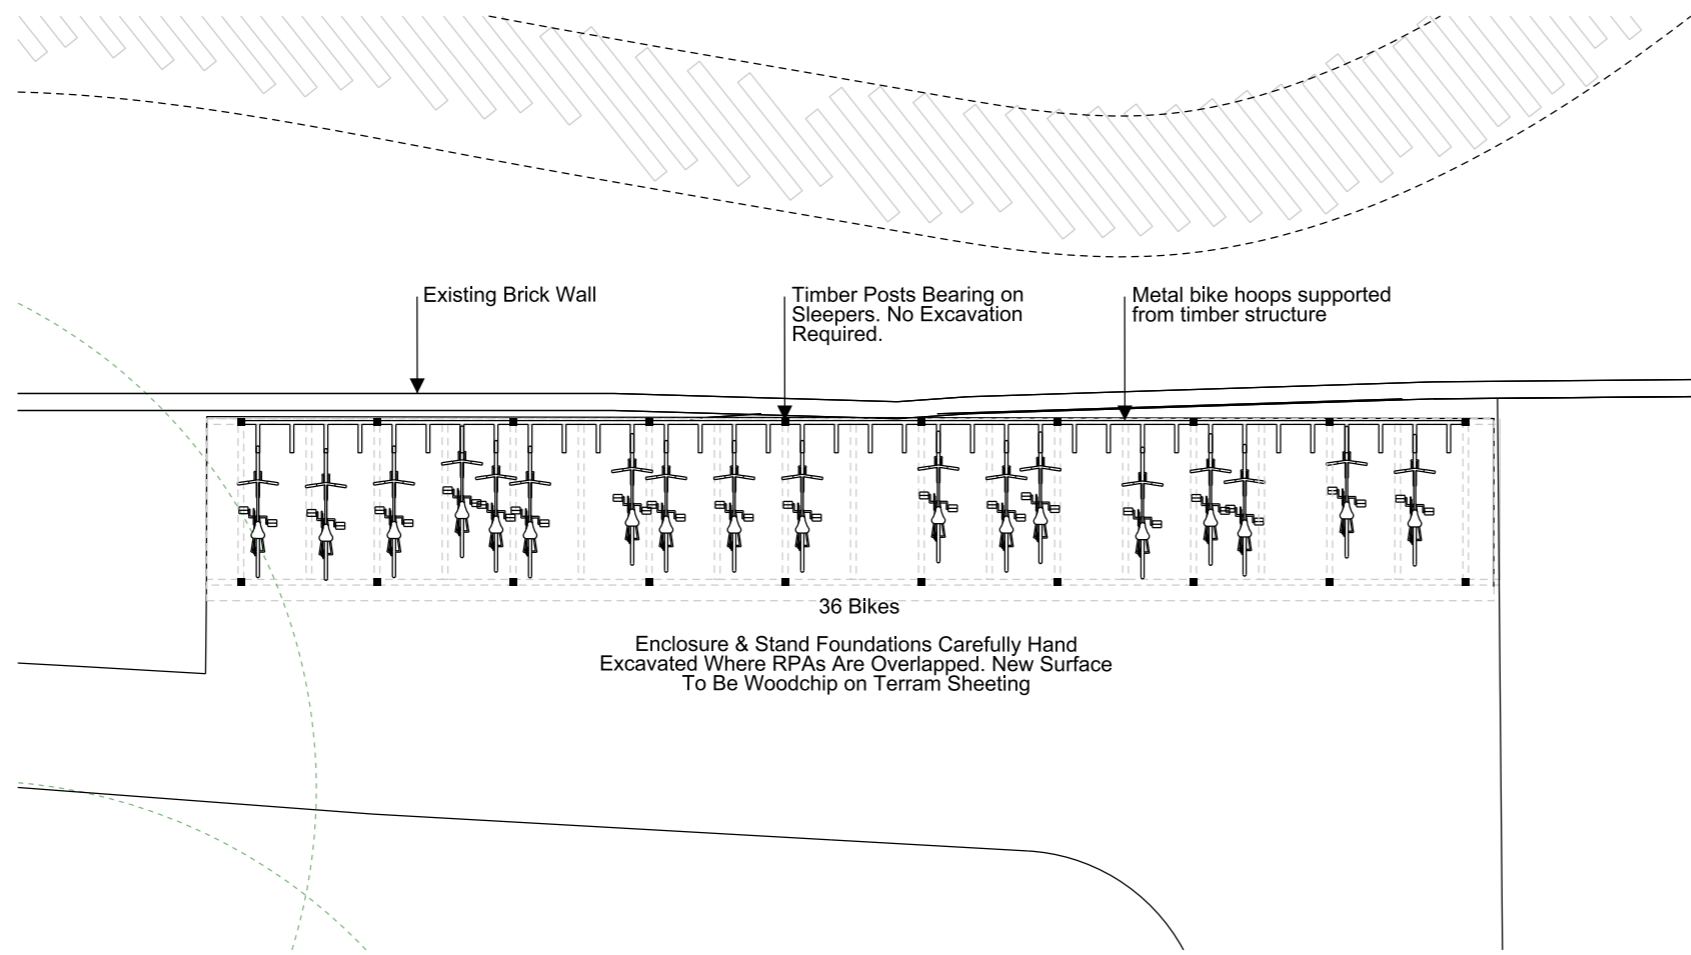 Existing Brick Wall
Timber Posts Bearing on
Sleepers. No Excavation
Required.
Metal bike hoops supported
from timber structure
36 Bikes
Enclosure & Stand Foundations Carefully Hand
Excavated Where RPAs Are Overlapped. New Surface
To Be Woodchip on Terram Sheeting